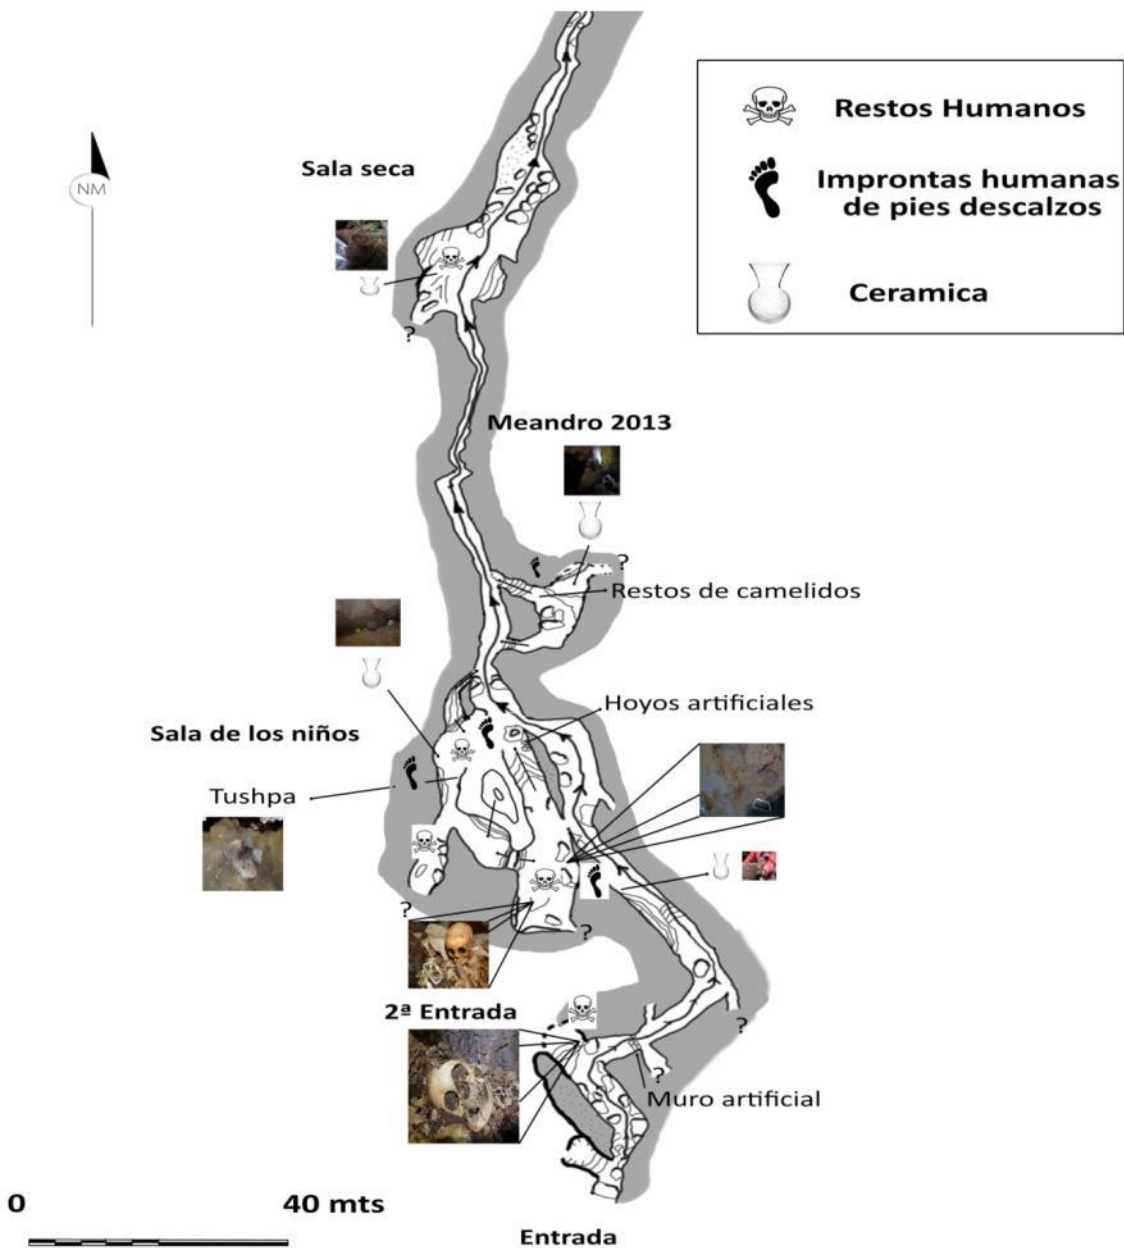 Restos Humanos
Improntas humanas
de pies descalzos
Ceramica
NM
Sala seca
?
Meandro 2013
?
Restos de camelidos
Hoyos artificiales
Sala de los niños
Tushpa
?
?
2ª Entrada
?
?
Muro artificial
0
40 mts
Entrada